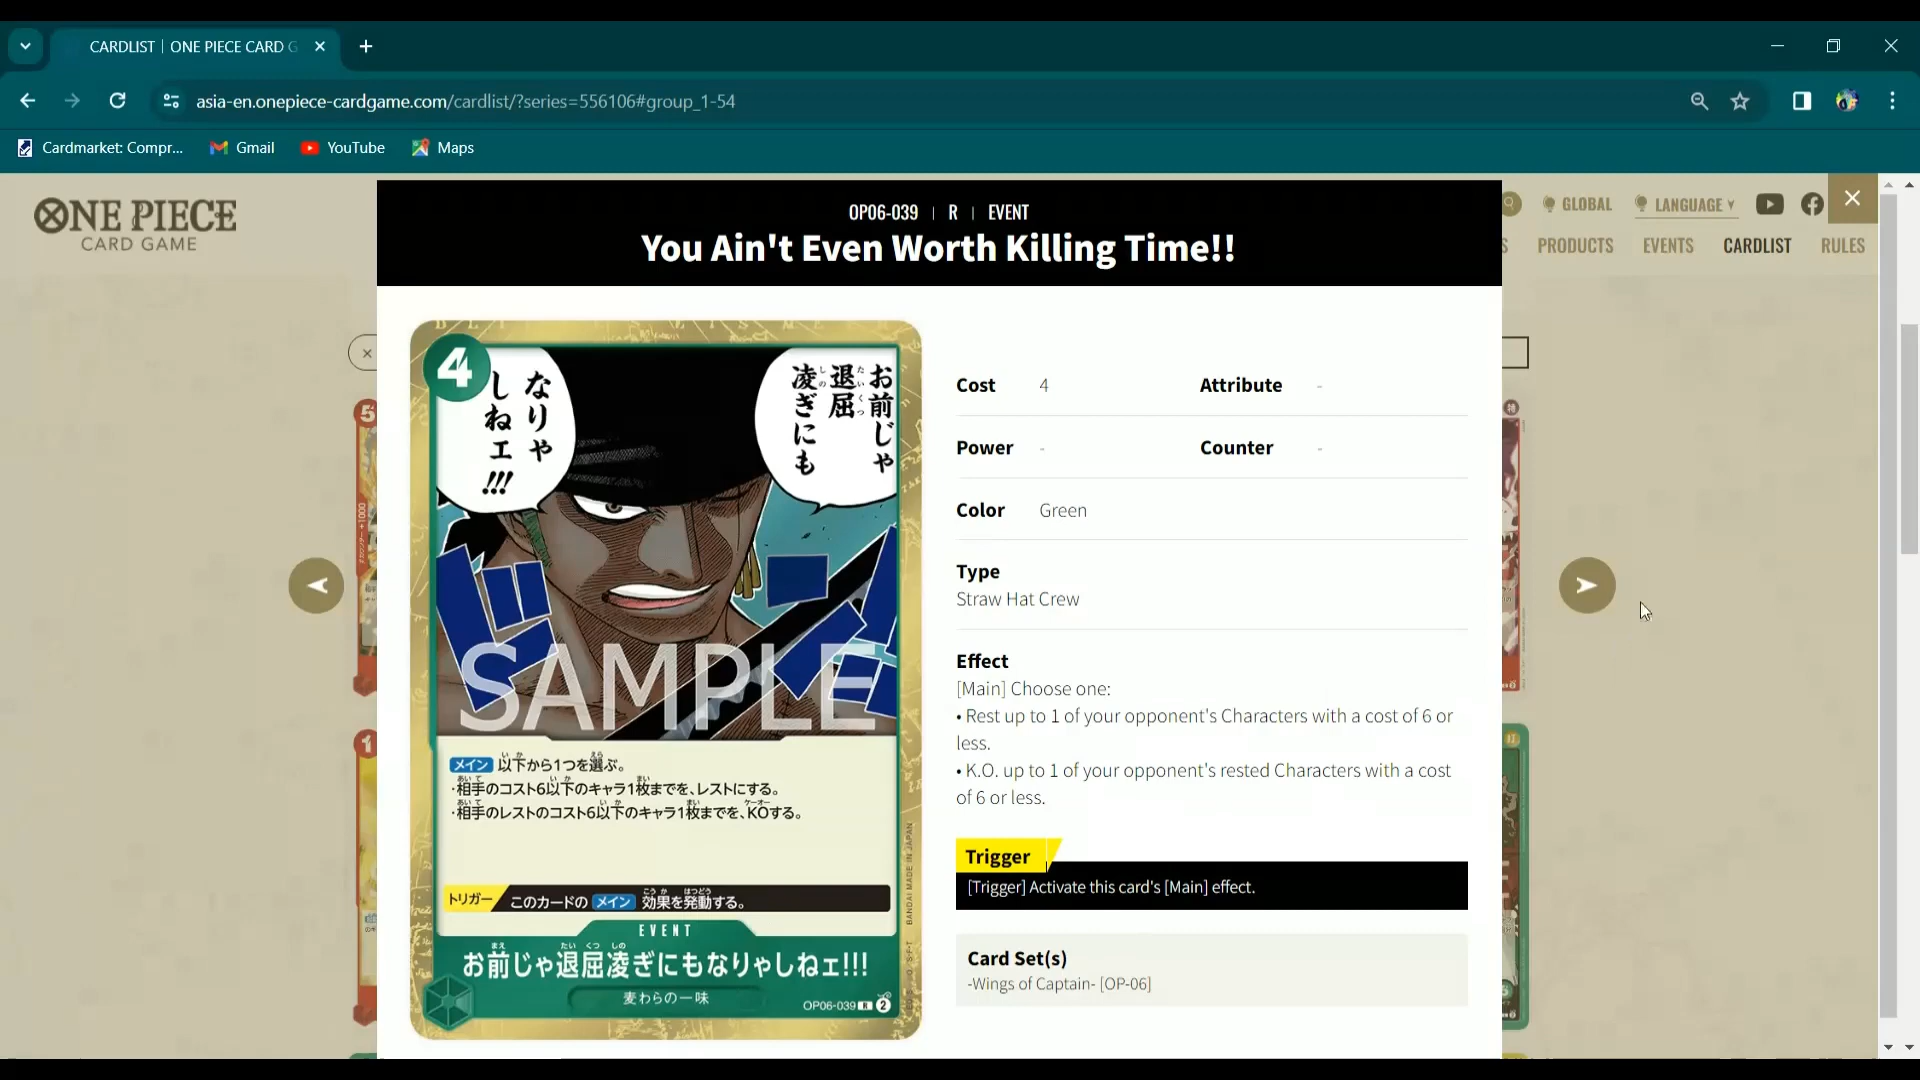 CARDLIST | ONE PIECE CARD G
asia-en.onepiece-cardgame.com/cardlist/?series=556106#group_1-54
Cardmarket: Compr...
Gmail
YouTube
Maps
ONE PIECE
CARD GAME
GLOBAL
LANGUAGE
S
PRODUCTS
EVENTS
CARDLIST
RULES
OP06-039 | R | EVENT
You Ain't Even Worth Killing Time!!
4
お前じゃ
退屈
凌ぎにも
なりゃ
しねェ!!!
SAMPLE
メイン 以下から1つを選ぶ。
・相手のコスト6以下のキャラ1枚までを、レストにする。
・相手のレストのコスト6以下のキャラ1枚までを、KOする。
トリガー このカードの メイン 効果を発動する。
EVENT
お前じゃ退屈凌ぎにもなりゃしねェ!!!
麦わらの一味
OP06-039 R 2
BANDAI MADE IN JAPAN
Cost 4
Attribute -
Power -
Counter -
Color Green
Type
Straw Hat Crew
Effect
[Main] Choose one:
• Rest up to 1 of your opponent's Characters with a cost of 6 or
less.
• K.O. up to 1 of your opponent's rested Characters with a cost
of 6 or less.
Trigger
[Trigger] Activate this card's [Main] effect.
Card Set(s)
-Wings of Captain- [OP-06]
5
1